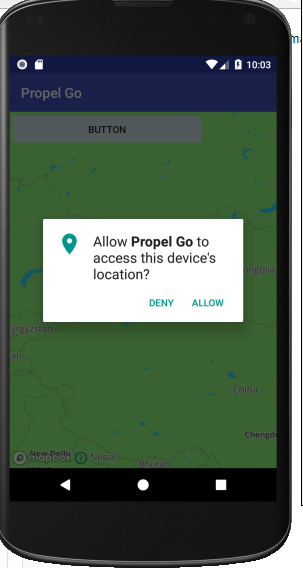 10:03
Propel Go
BUTTON
Allow Propel Go to
access this device's
location?
ongolia
DENY
ALLOW
yrgyzstan
an
China
Chengd
New Delhi
mapbox
Nepal
Bhutan